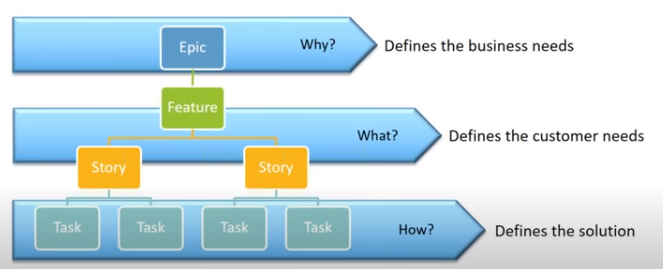 Epic
Why?
Defines the business needs
Feature
What?
Defines the customer needs
Story
Story
Task
Task
Task
Task
How?
Defines the solution